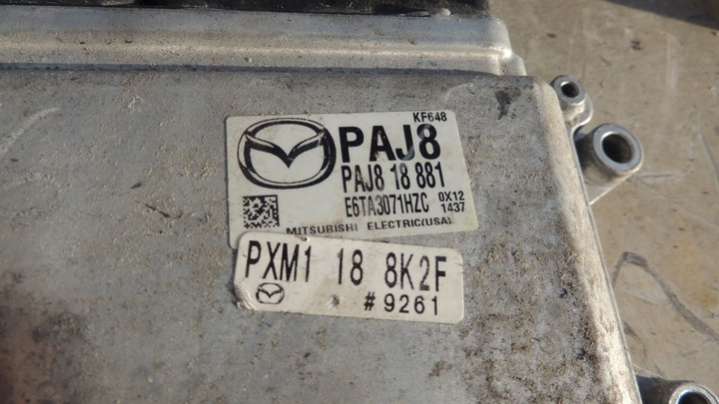 KF648
PAJ8
PAJ8 18 881
E6TA3071HZC 0X12
1437
MITSUBISHI ELECTRIC(USA)
PXM1 18 8K2F
#9261